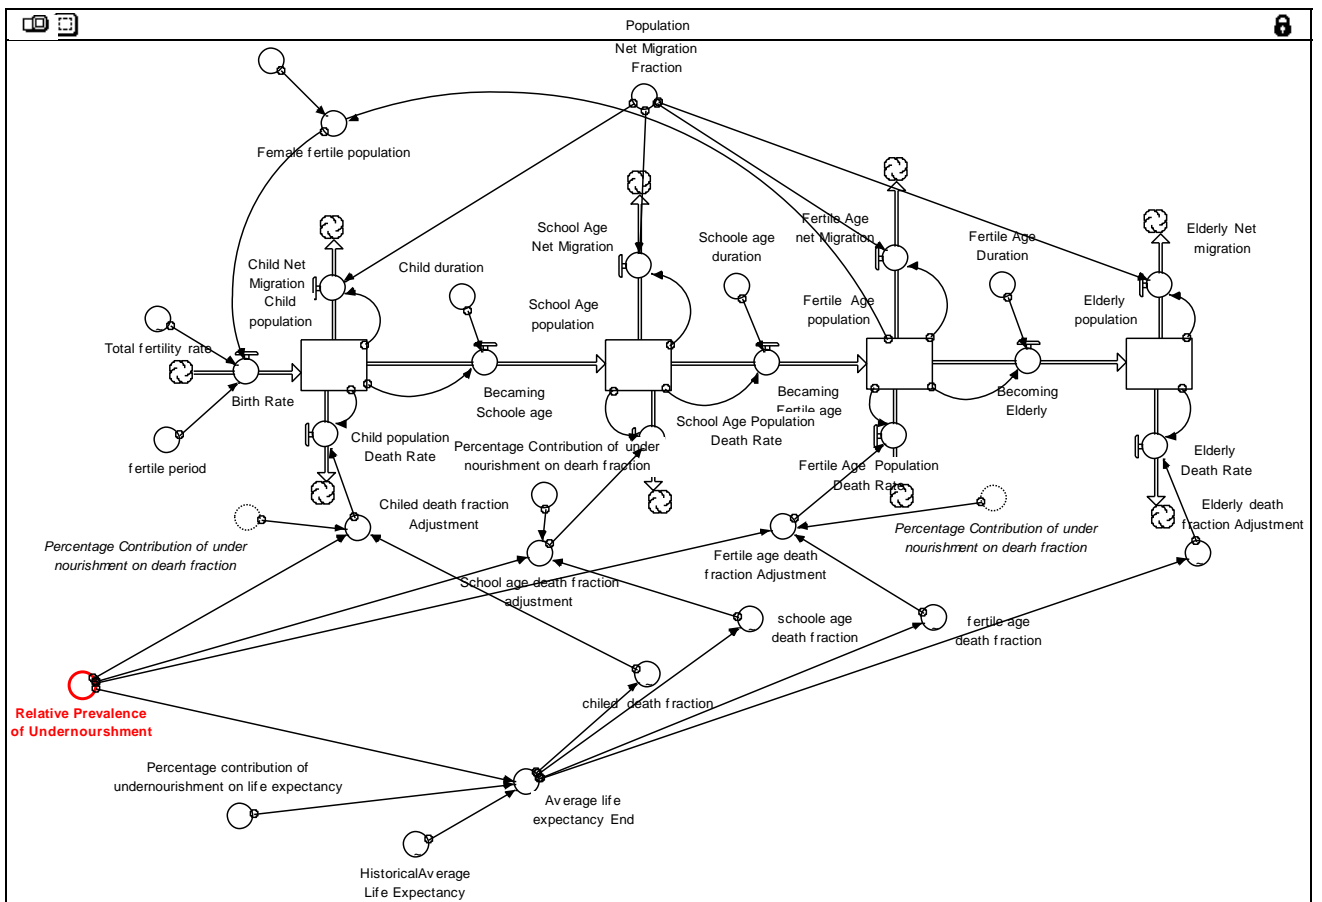 Population
Net Migration
Fraction
Female fertile population
School Age
Net Migration
Schoole age
duration
Fertile Age
net Migration
Fertile Age
Duration
Elderly Net
migration
Child Net
Migration
Child
population
Child duration
School Age
population
Fertile Age
population
Elderly
population
Total fertility rate
Birth Rate
Becaming
Schoole age
Becaming
Fertile age
Becoming
Elderly
fertile period
Child population
Death Rate
Percentage Contribution of under
nourishment on dearh fraction
School Age Population
Death Rate
Fertile Age Population
Death Rate
Elderly
Death Rate
Chiled death fraction
Adjustment
Elderly death
fraction Adjustment
Percentage Contribution of under
nourishment on dearh fraction
Percentage Contribution of under
nourishment on dearh fraction
Fertile age death
fraction Adjustment
School age death fraction
adjustment
schoole age
death fraction
fertile age
death fraction
chiled death fraction
Relative Prevalence
of Undernourshment
Percentage contribution of
undernourishment on life expectancy
Average life
expectancy End
HistoricalAverage
Life Expectancy